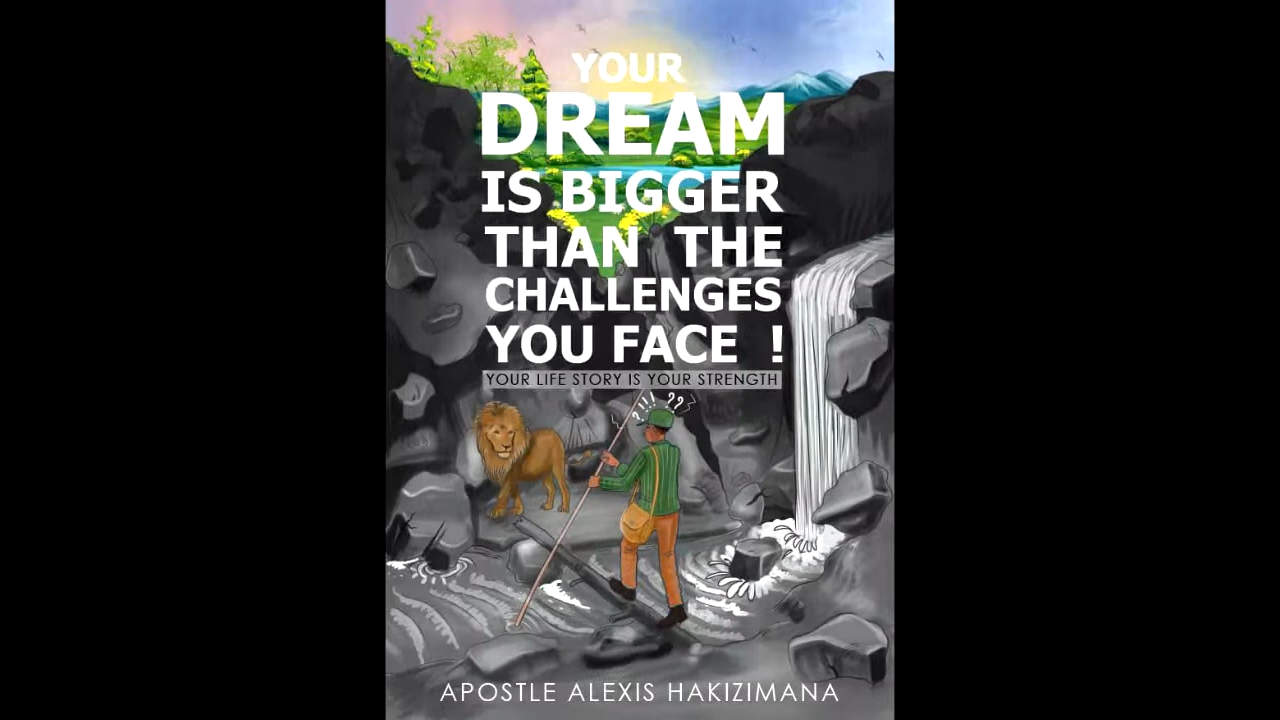 YOUR
DREAM
IS BIGGER
THAN THE
CHALLENGES
YOU FACE !
YOUR LIFE STORY IS YOUR STRENGTH
?!!! ??
APOSTLE ALEXIS HAKIZIMANA